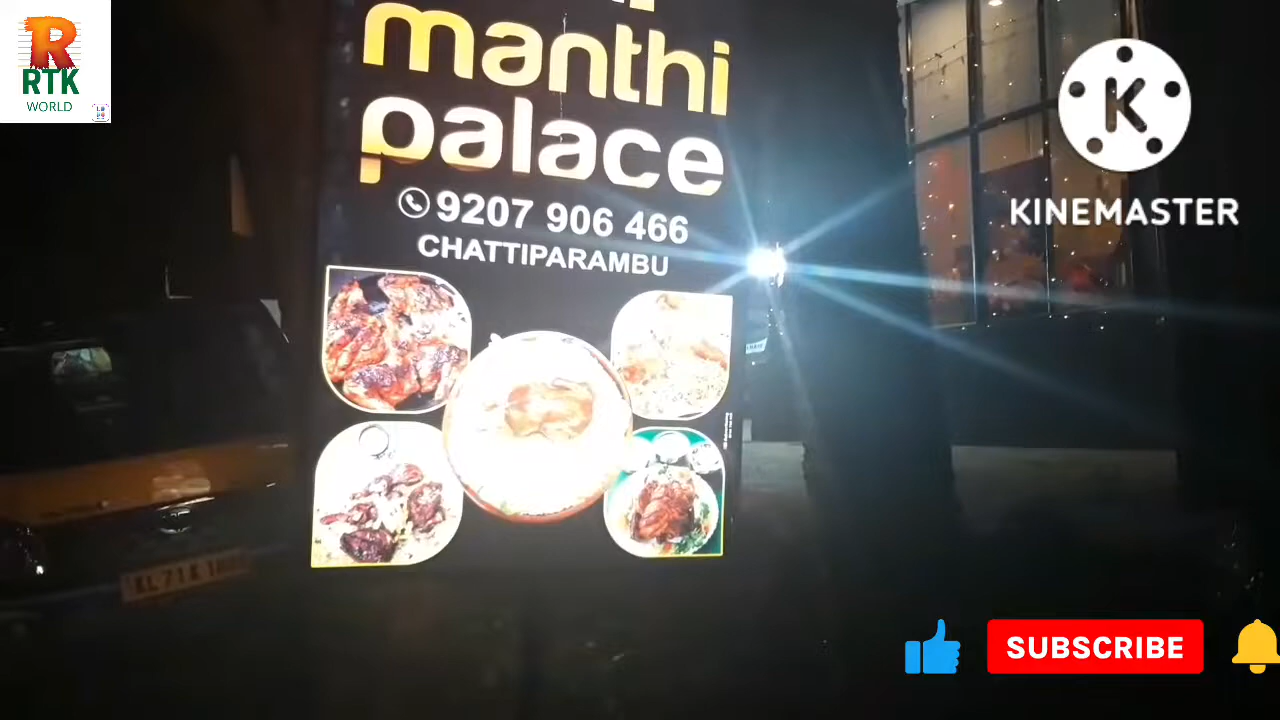 R
RTK
WORLD
manthi
palace
9207 906 466
CHATTIPARAMBU
K
KINEMASTER
SUBSCRIBE